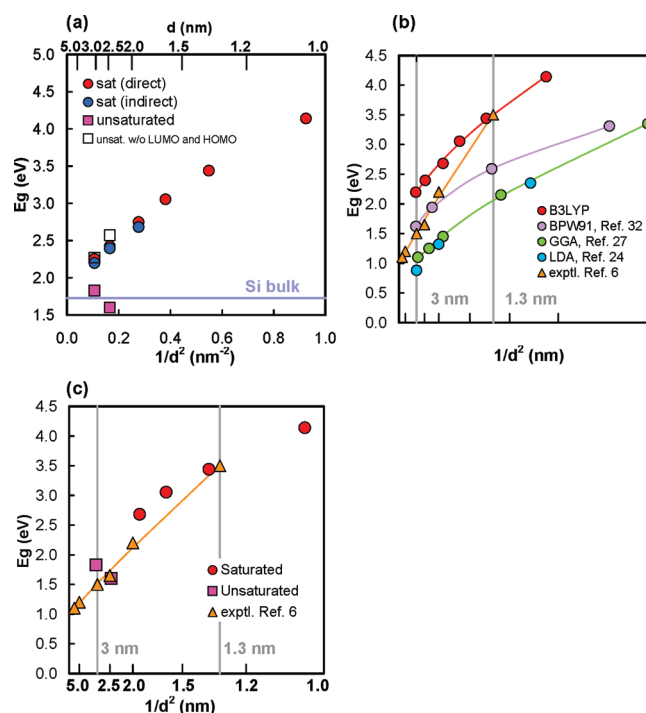 (a)
d (nm)
5.0 3.0 2.5 2.0 1.5 1.2 1.0
5.0
4.5
4.0
3.5
3.0
2.5
2.0
1.5
Eg (eV)
sat (direct)
sat (indirect)
unsaturated
unsat. w/o LUMO and HOMO
Si bulk
0.0 0.2 0.4 0.6 0.8 1.0
1/d² (nm⁻²)
(b)
4.5
4.0
3.5
3.0
2.5
2.0
1.5
1.0
0.5
0.0
Eg (eV)
B3LYP
BPW91, Ref. 32
GGA, Ref. 27
LDA, Ref. 24
exptl. Ref. 6
3 nm 1.3 nm
1/d² (nm)
(c)
4.5
4.0
3.5
3.0
2.5
2.0
1.5
1.0
0.5
0.0
Eg (eV)
Saturated
Unsaturated
exptl. Ref. 6
3 nm 1.3 nm
5.0 2.5 2.0 1.5 1.2 1.0
1/d² (nm)